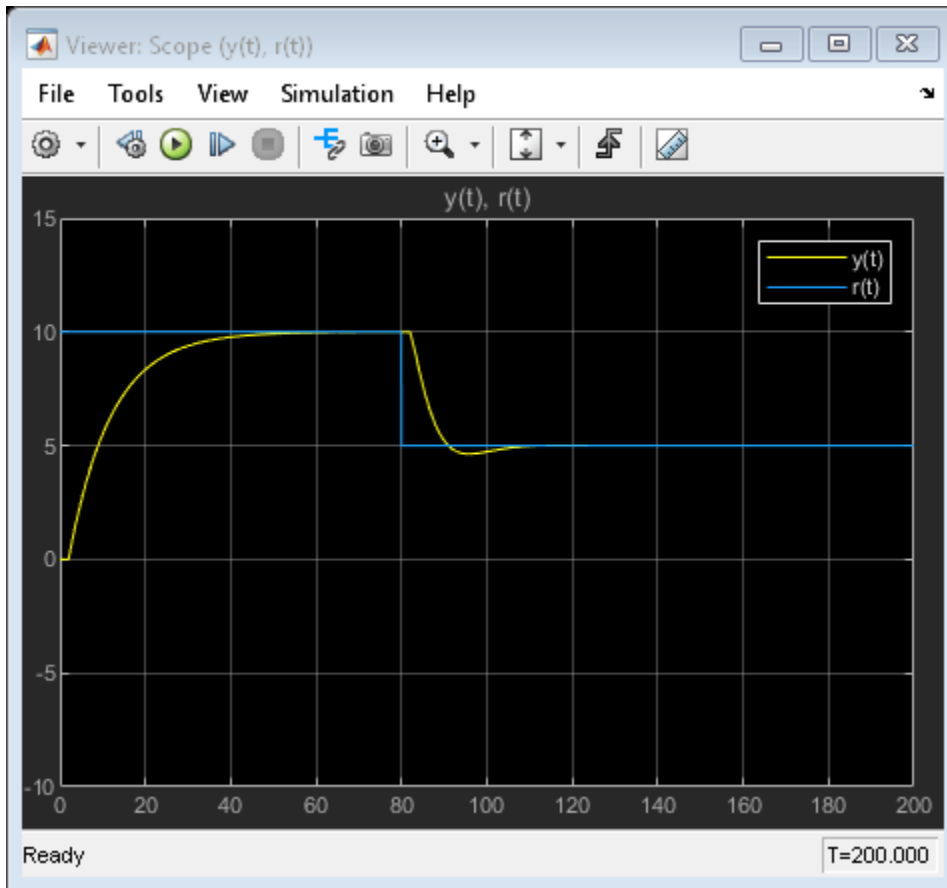 Viewer: Scope (y(t), r(t))
File Tools View Simulation Help
y(t), r(t)
15
y(t)
r(t)
10
5
0
-5
-10
0 20 40 60 80 100 120 140 160 180 200
Ready T=200.000